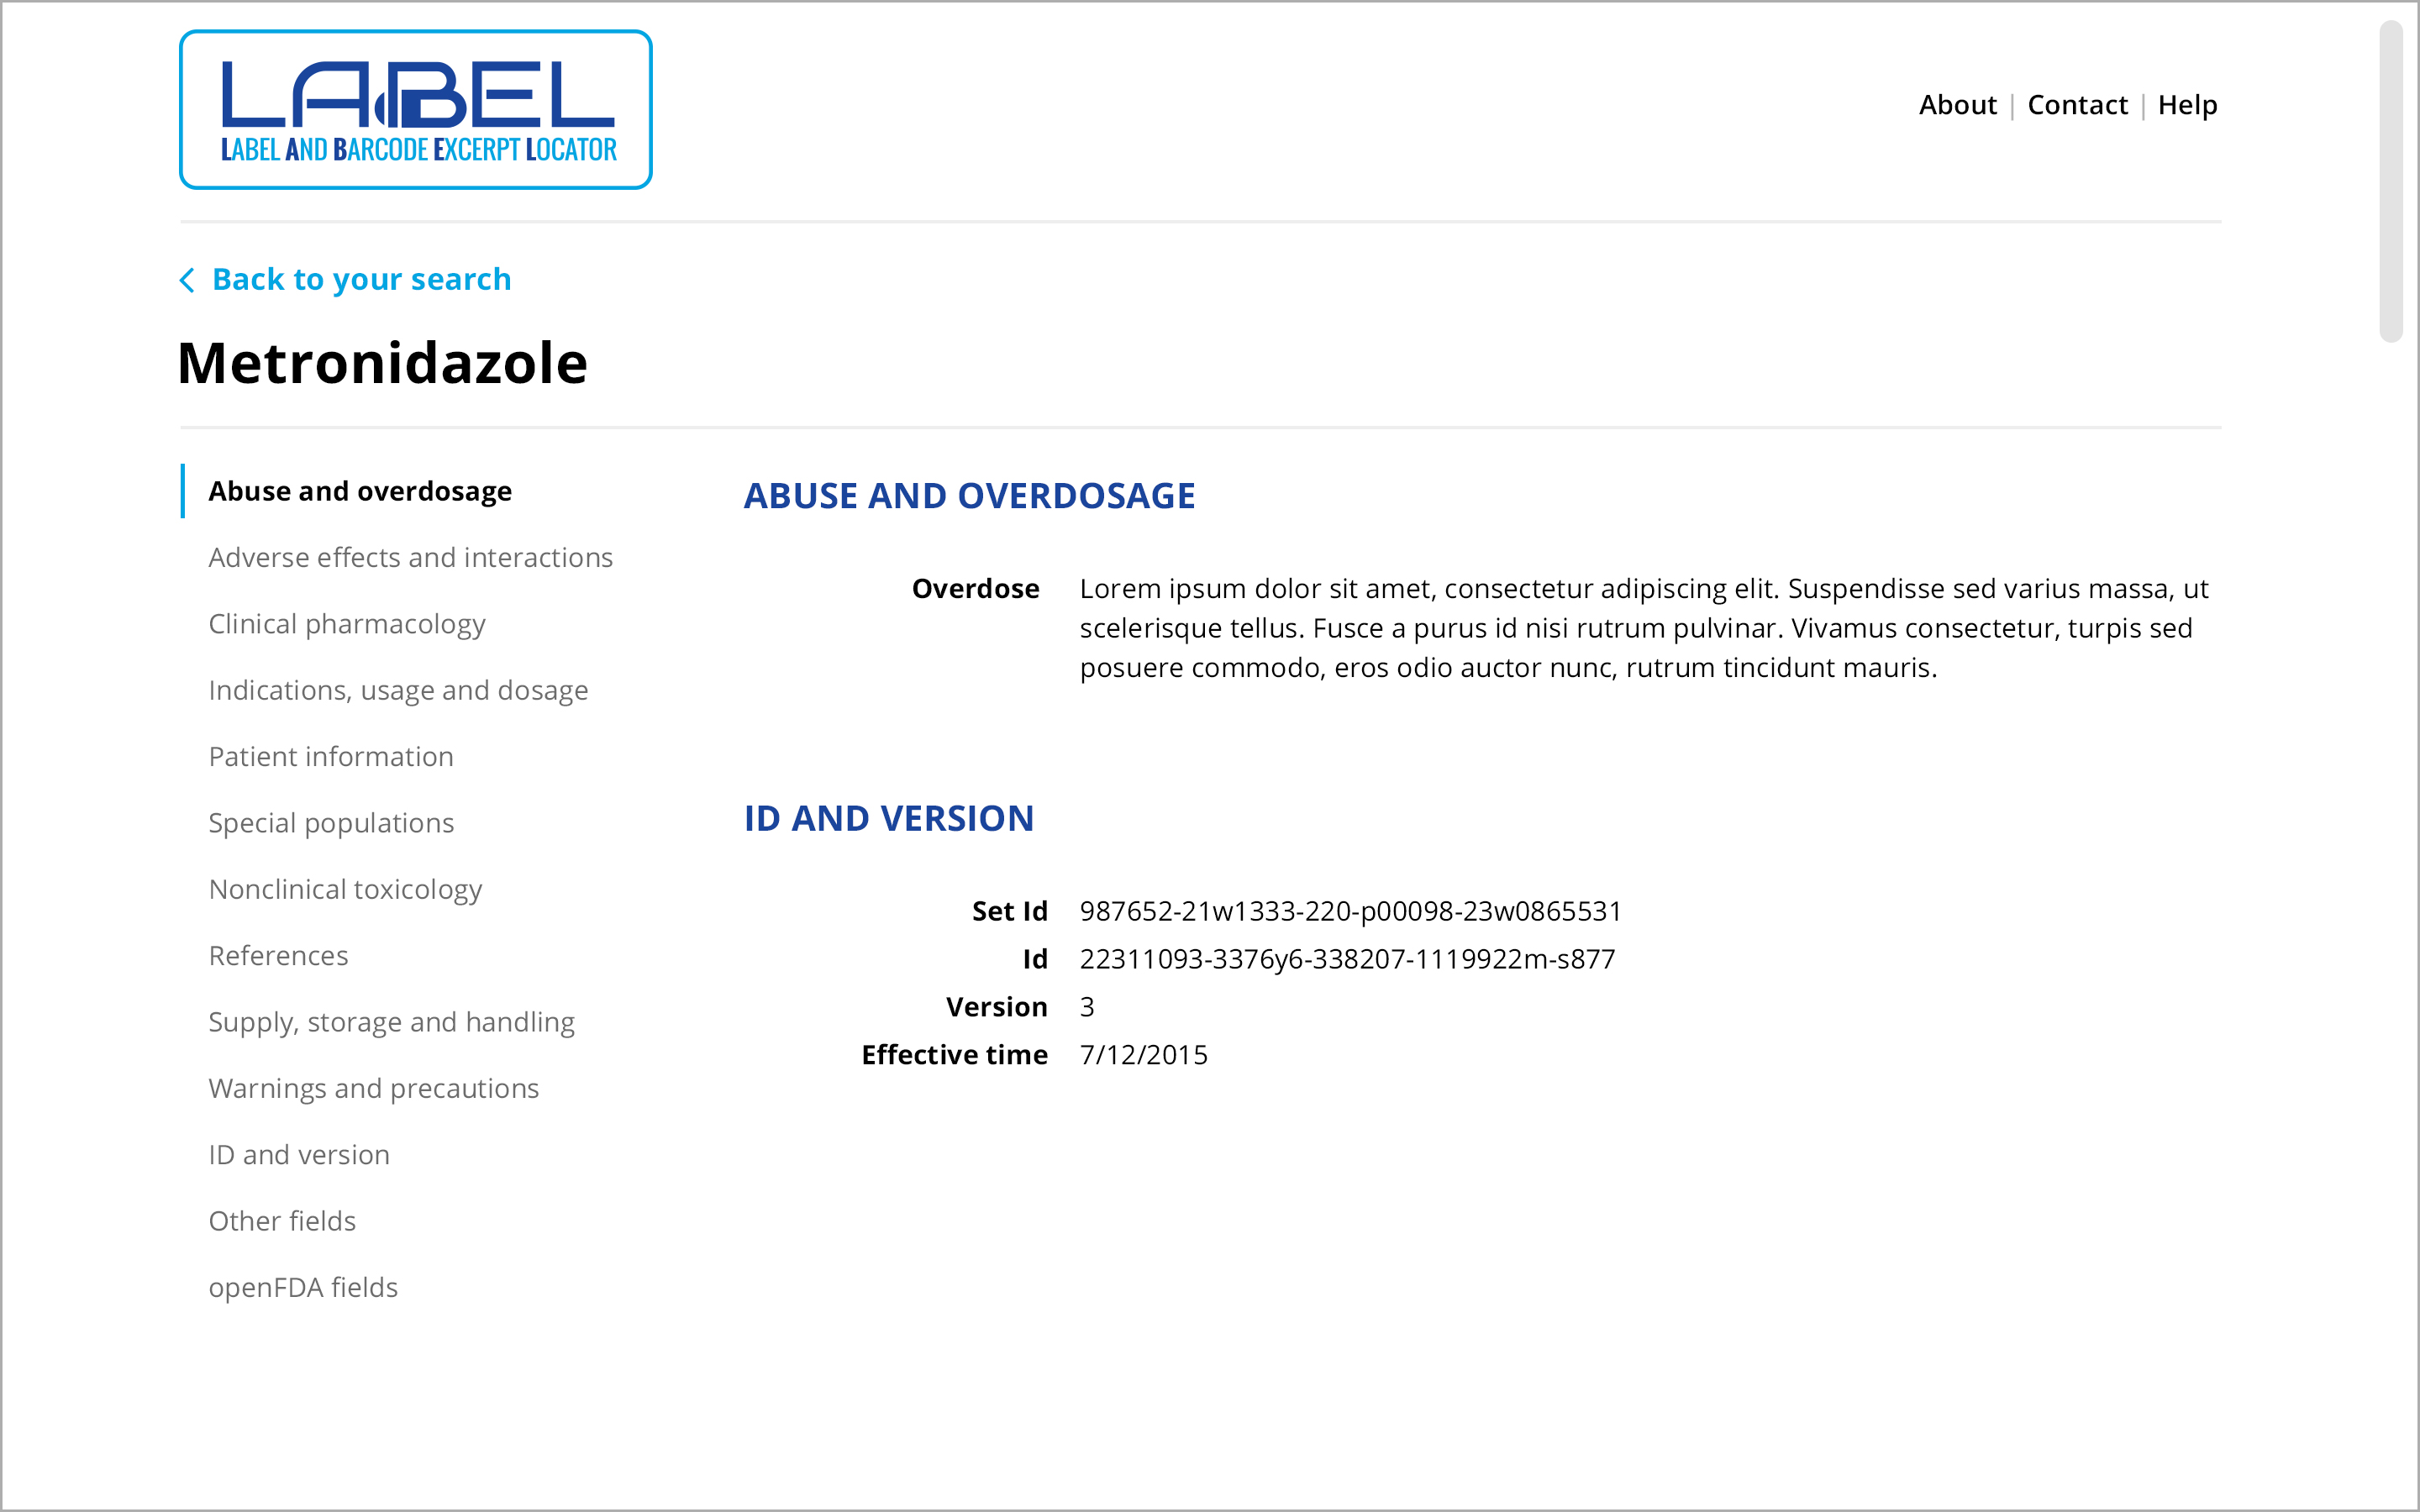 LABEL
LABEL AND BARCODE EXCERPT LOCATOR
About | Contact | Help
Back to your search
Metronidazole
Abuse and overdosage
Adverse effects and interactions
Clinical pharmacology
Indications, usage and dosage
Patient information
Special populations
Nonclinical toxicology
References
Supply, storage and handling
Warnings and precautions
ID and version
Other fields
openFDA fields
ABUSE AND OVERDOSAGE
Overdose Lorem ipsum dolor sit amet, consectetur adipiscing elit. Suspendisse sed varius massa, ut
scelerisque tellus. Fusce a purus id nisi rutrum pulvinar. Vivamus consectetur, turpis sed
posuere commodo, eros odio auctor nunc, rutrum tincidunt mauris.
ID AND VERSION
Set Id 987652-21w1333-220-p00098-23w0865531
Id 22311093-3376y6-338207-1119922m-s877
Version 3
Effective time 7/12/2015